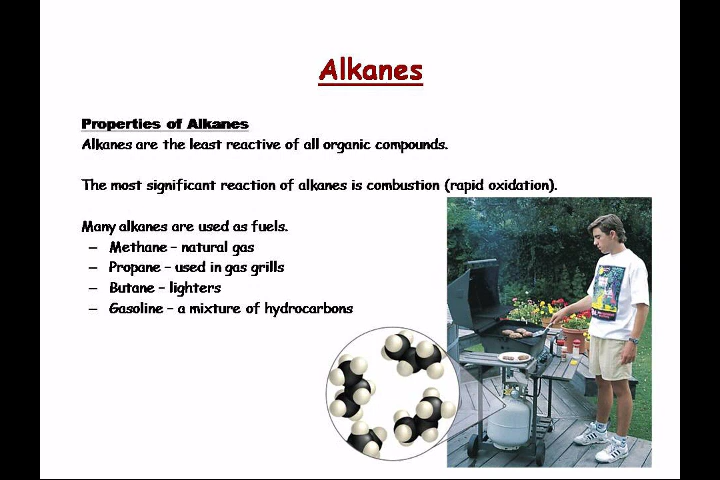 Alkanes
Properties of Alkanes
Alkanes are the least reactive of all organic compounds.
The most significant reaction of alkanes is combustion (rapid oxidation).
Many alkanes are used as fuels.
– Methane – natural gas
– Propane – used in gas grills
– Butane – lighters
– Gasoline – a mixture of hydrocarbons